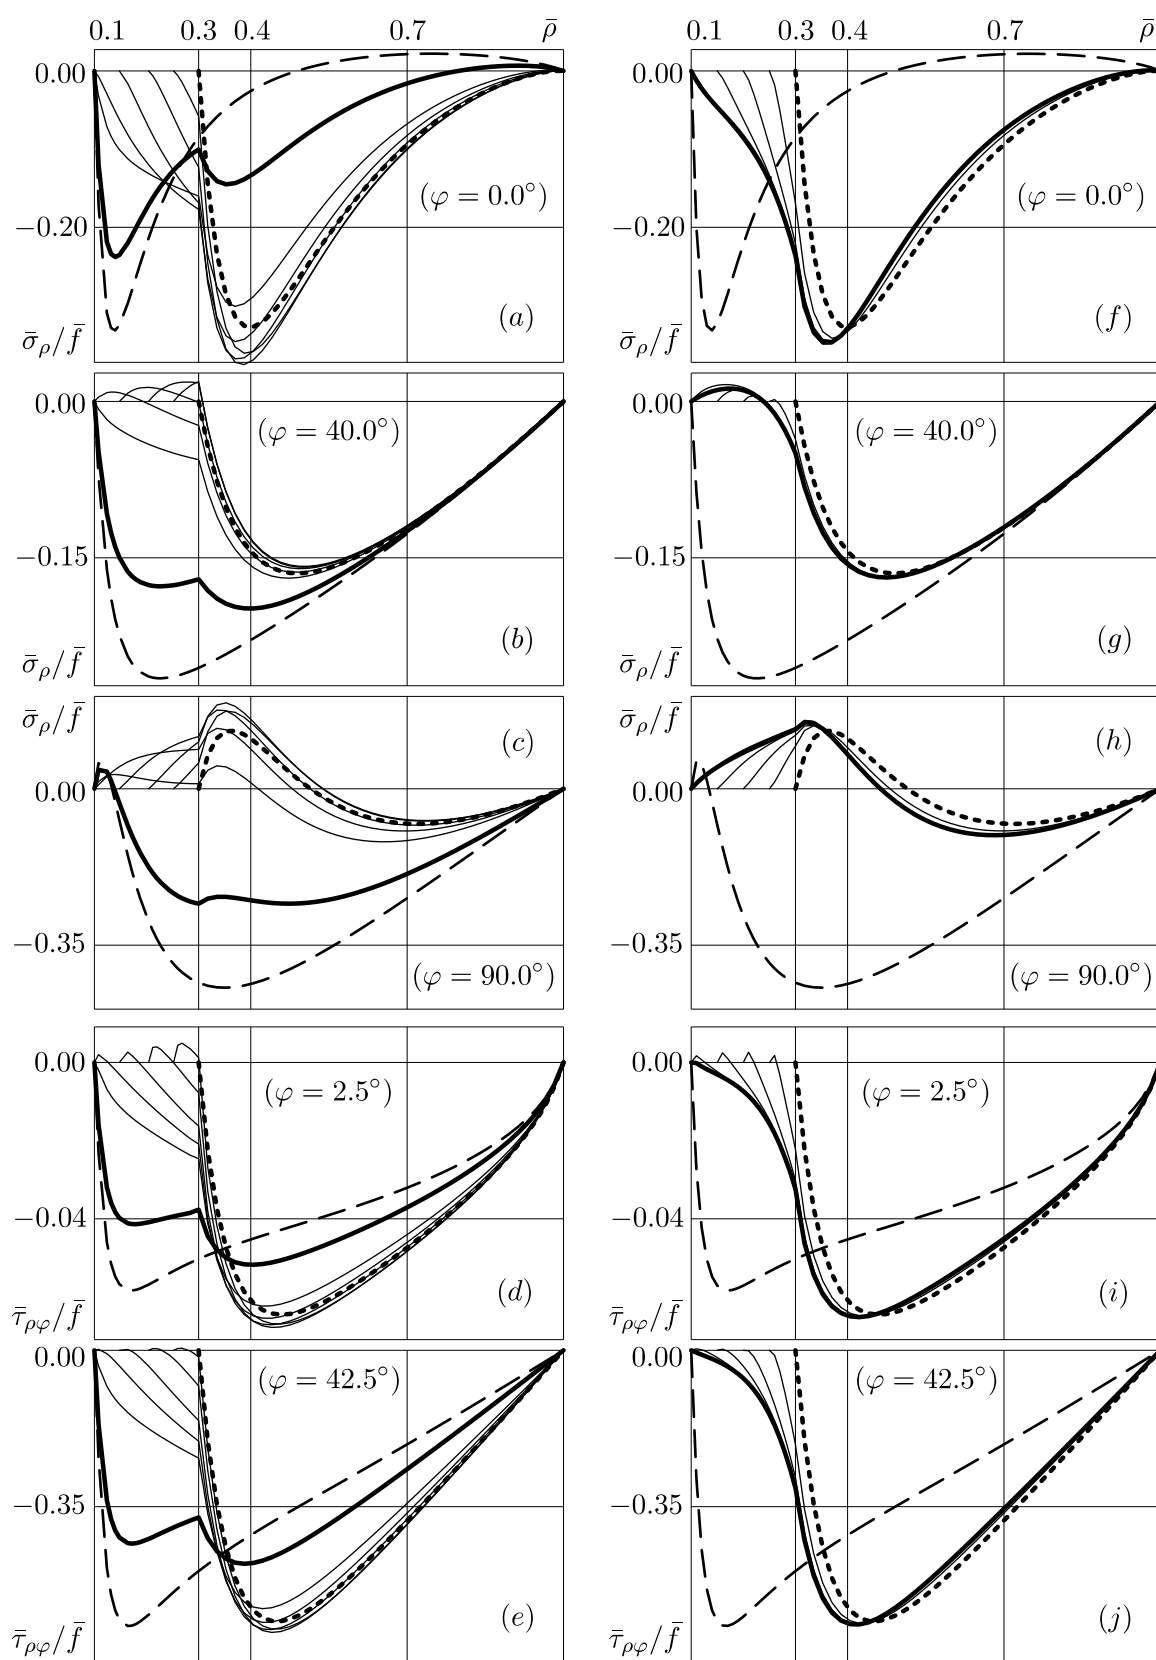 0.1 0.3 0.4 0.7 ρ̄ 0.1 0.3 0.4 0.7 ρ̄
0.00 0.00
(φ = 0.0°) (φ = 0.0°)
−0.20 −0.20
(a) (f)
σ̄ρ/f̄ σ̄ρ/f̄
0.00 0.00
(φ = 40.0°) (φ = 40.0°)
−0.15 −0.15
(b) (g)
σ̄ρ/f̄ σ̄ρ/f̄
σ̄ρ/f̄ σ̄ρ/f̄
(c) (h)
0.00 0.00
−0.35 −0.35
(φ = 90.0°) (φ = 90.0°)
0.00 0.00
(φ = 2.5°) (φ = 2.5°)
−0.04 −0.04
(d) (i)
τ̄ρφ/f̄ τ̄ρφ/f̄
0.00 0.00
(φ = 42.5°) (φ = 42.5°)
−0.35 −0.35
(e) (j)
τ̄ρφ/f̄ τ̄ρφ/f̄